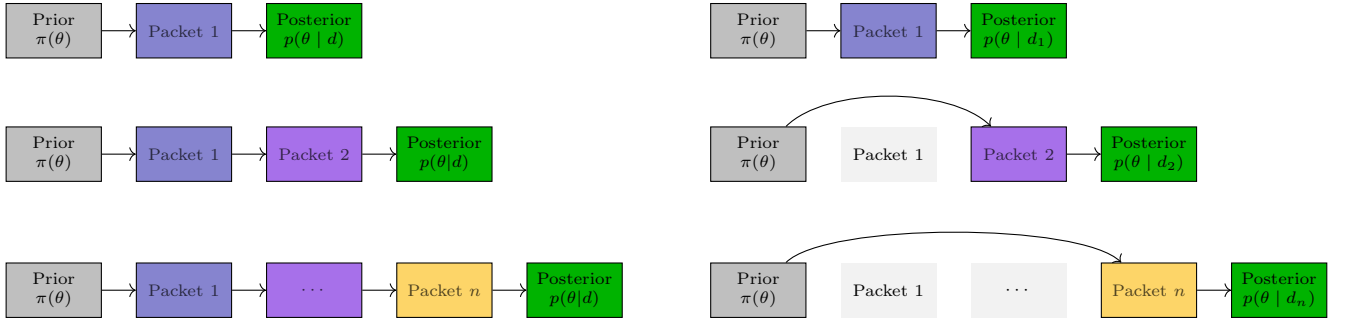 Prior
π(θ)
Packet 1
Posterior
p(θ | d)
Prior
π(θ)
Packet 1
Posterior
p(θ | d₁)
Prior
π(θ)
Packet 1
Packet 2
Posterior
p(θ|d)
Prior
π(θ)
Packet 1
Packet 2
Posterior
p(θ | d₂)
Prior
π(θ)
Packet 1
···
Packet n
Posterior
p(θ|d)
Prior
π(θ)
Packet 1
···
Packet n
Posterior
p(θ | dₙ)